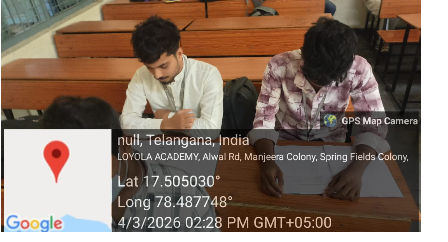 GPS Map Camera
null, Telangana, India
LOYOLA ACADEMY, Alwal Rd, Manjeera Colony, Spring Fields Colony,
Lat 17.505030°
Long 78.487748°
4/3/2026 02:28 PM GMT+05:00
Google